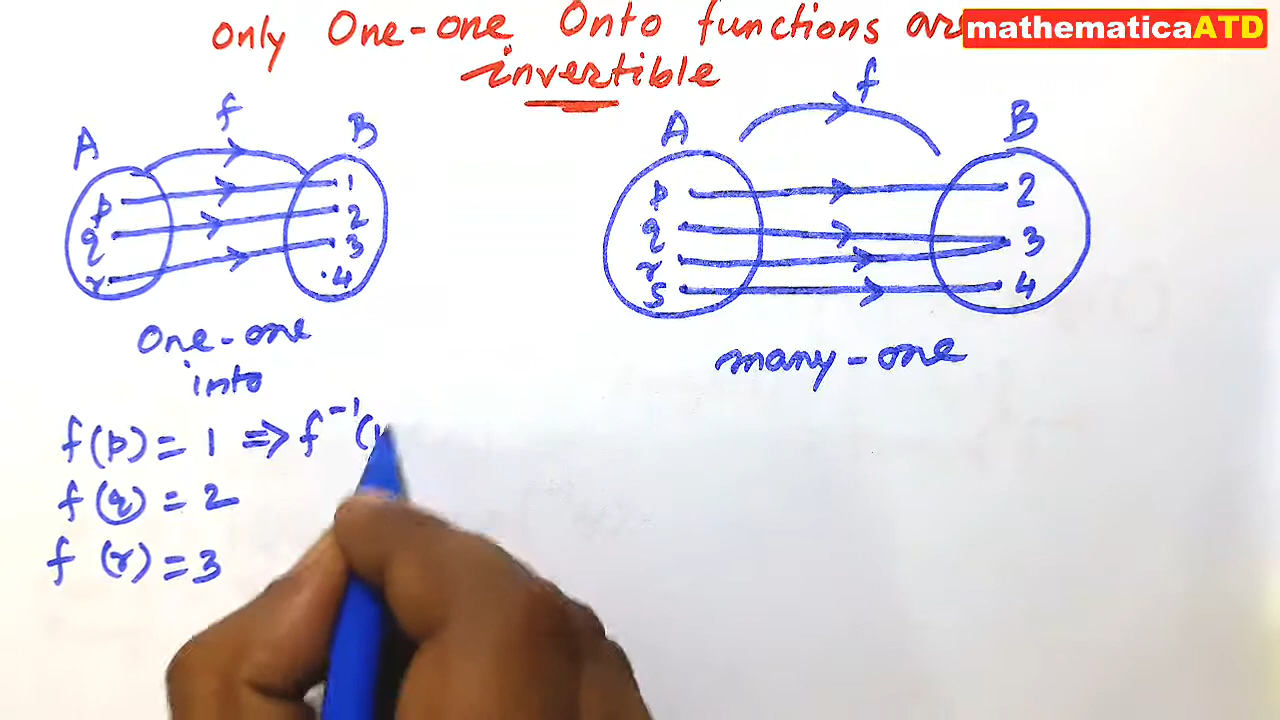 Only One-one Onto functions are
mathematicaATD
invertible
f
A B
p 1
q 2
r 3
4
One-one
into
f
A B
p 2
q 3
r
s 4
many-one
f(p) = 1 ⇒ f⁻¹(1
f(q) = 2
f(r) = 3